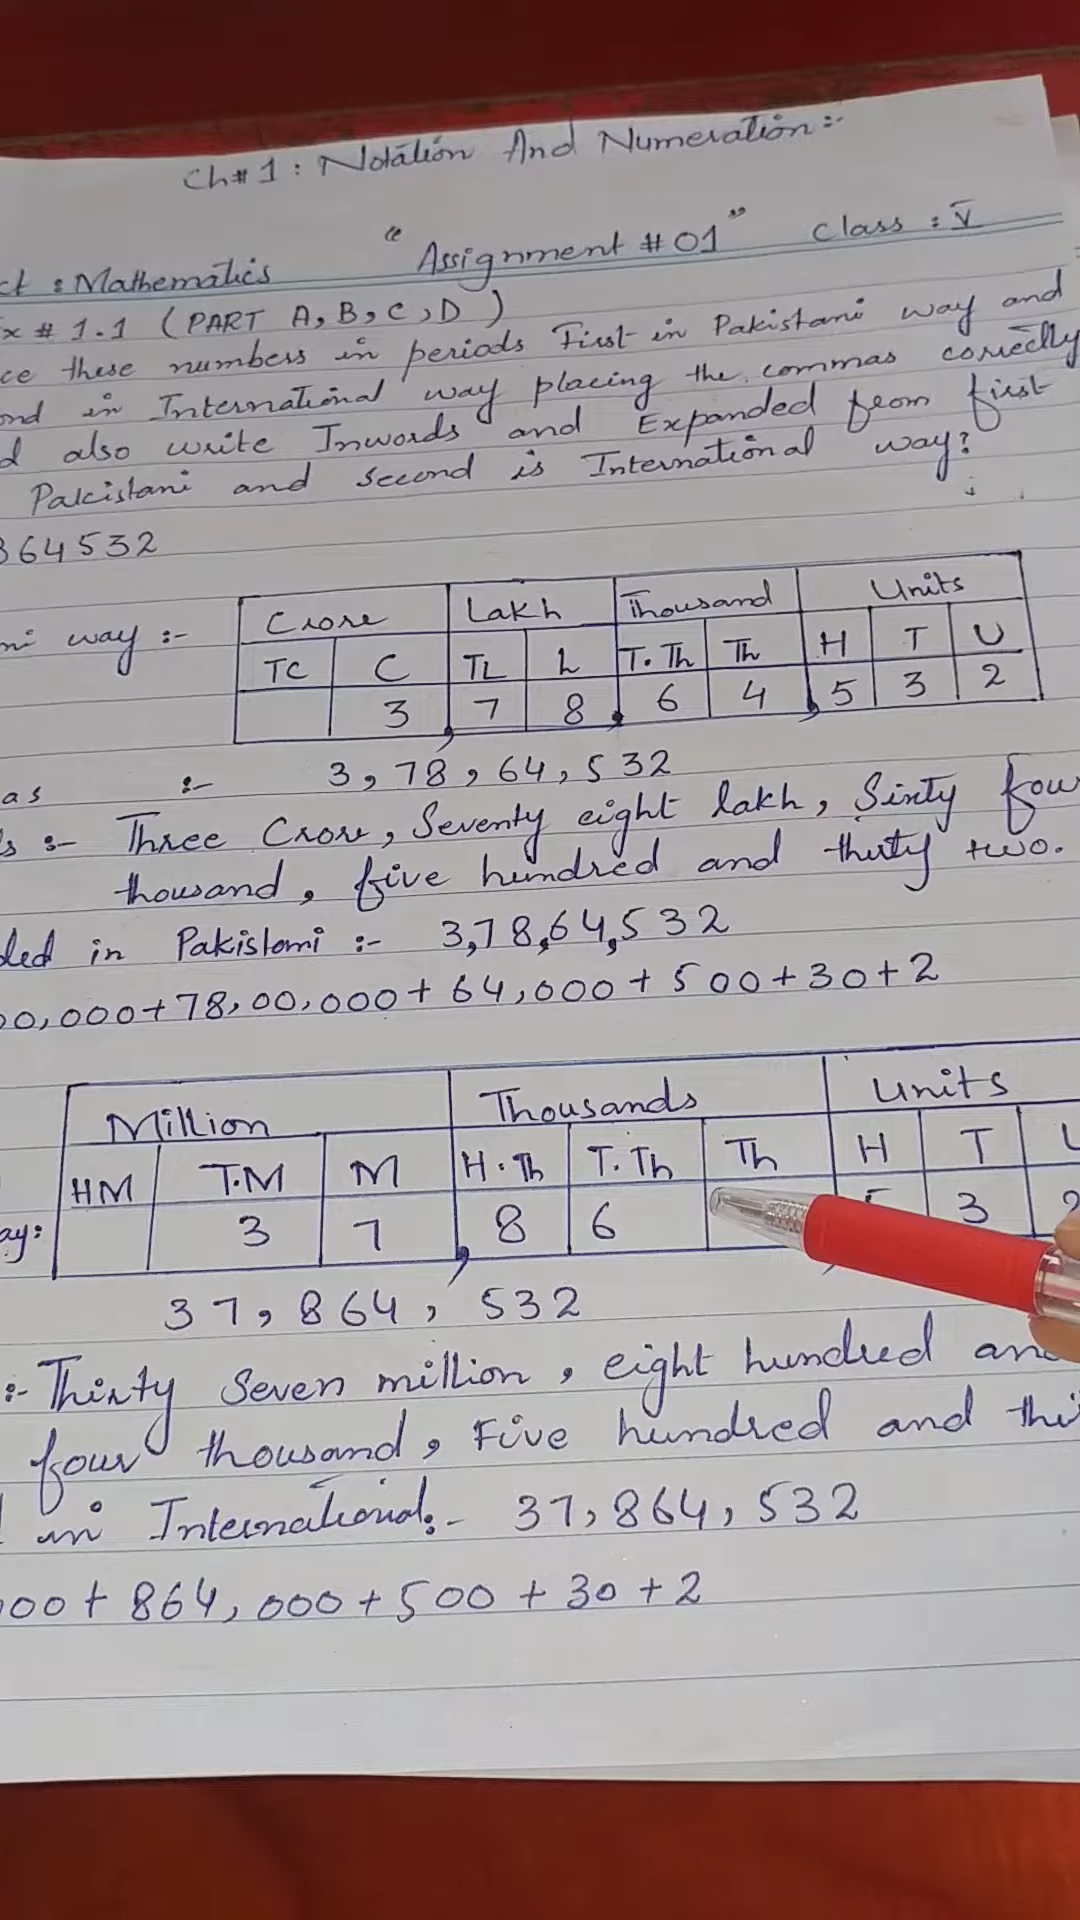 Ch#1: Notation And Numeration:-
"Assignment #01" Class: V
ct: Mathematics
x # 1.1 (PART A, B, C, D)
ce these numbers in periods First in Pakistani way and
ond in International way placing the commas correctly
d also write Inwords and Expanded from first
Pakistani and second is International way?
364532
ni way :-
Crore Lakh Thousand Units
TC C TL L T.Th Th H T U
3, 7 8, 6 4, 5 3 2
as :- 3,78,64,532
s :- Three Crore, Seventy eight lakh, Sixty four
thousand, five hundred and thirty two.
ded in Pakistani :- 3,78,64,532
00,000+78,00,000+64,000+500+30+2
Million Thousands Units
HM T.M M H.Th T.Th Th H T
ay: 3 7, 8 6 3 2
37,864,532
:- Thirty Seven million, eight hundred an
four thousand, Five hundred and thi
in International:- 37,864,532
000+864,000+500+30+2